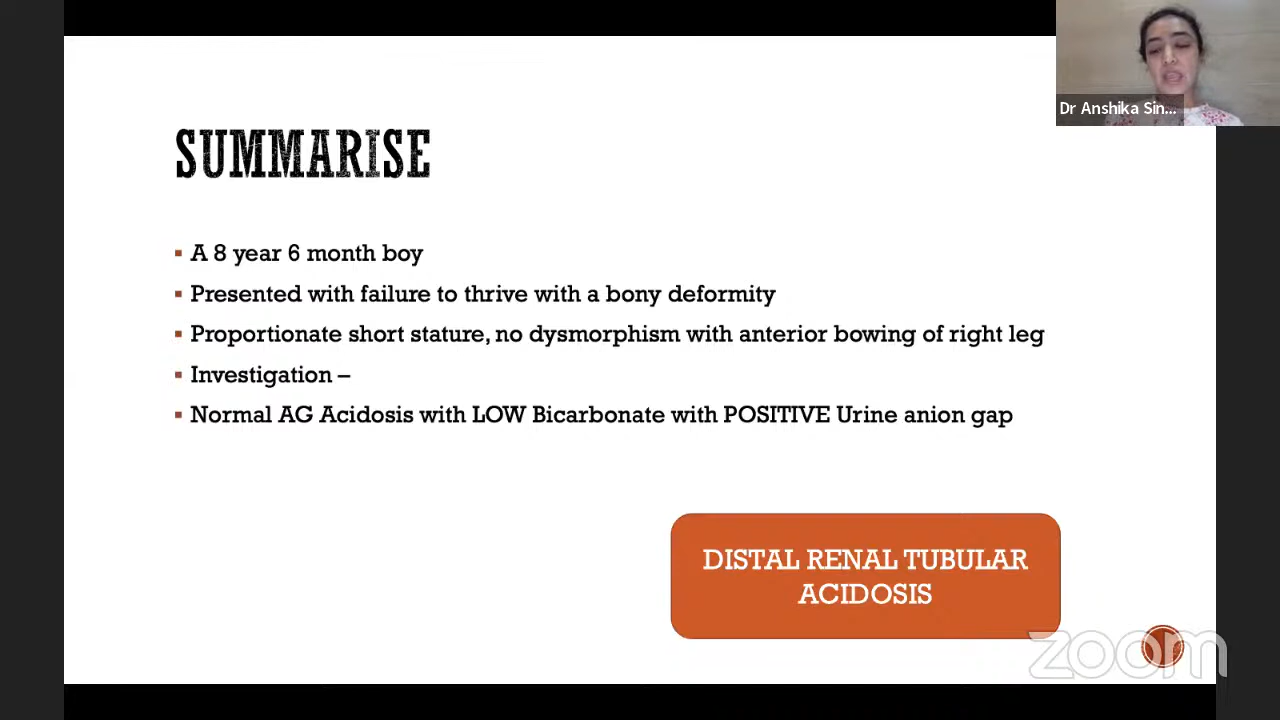 Dr Anshika Sin...
SUMMARISE
▪ A 8 year 6 month boy
▪ Presented with failure to thrive with a bony deformity
▪ Proportionate short stature, no dysmorphism with anterior bowing of right leg
▪ Investigation –
▪ Normal AG Acidosis with LOW Bicarbonate with POSITIVE Urine anion gap
DISTAL RENAL TUBULAR
ACIDOSIS
zoom